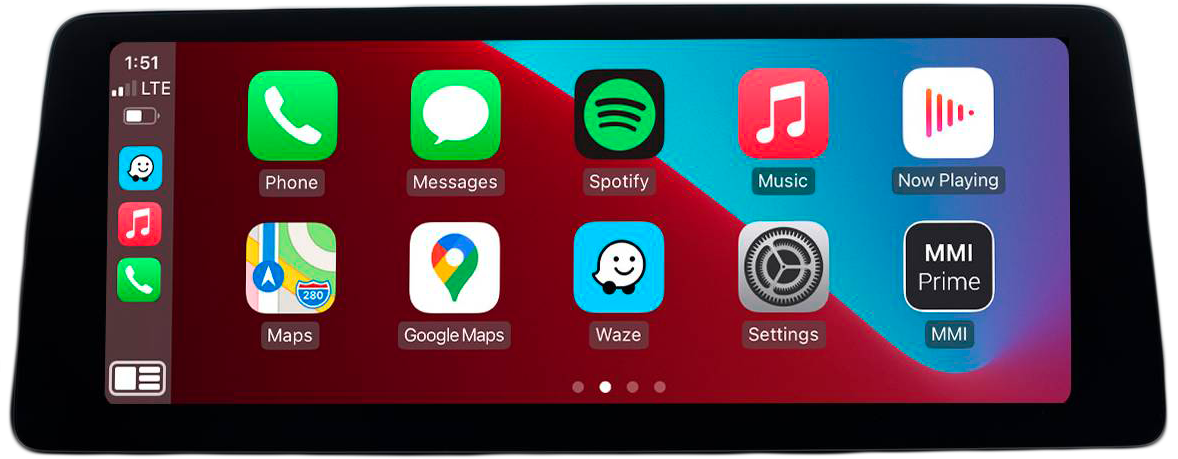 1:51
LTE
Phone
Messages
Spotify
Music
Now Playing
280
MMI
Prime
Maps
Google Maps
Waze
Settings
MMI